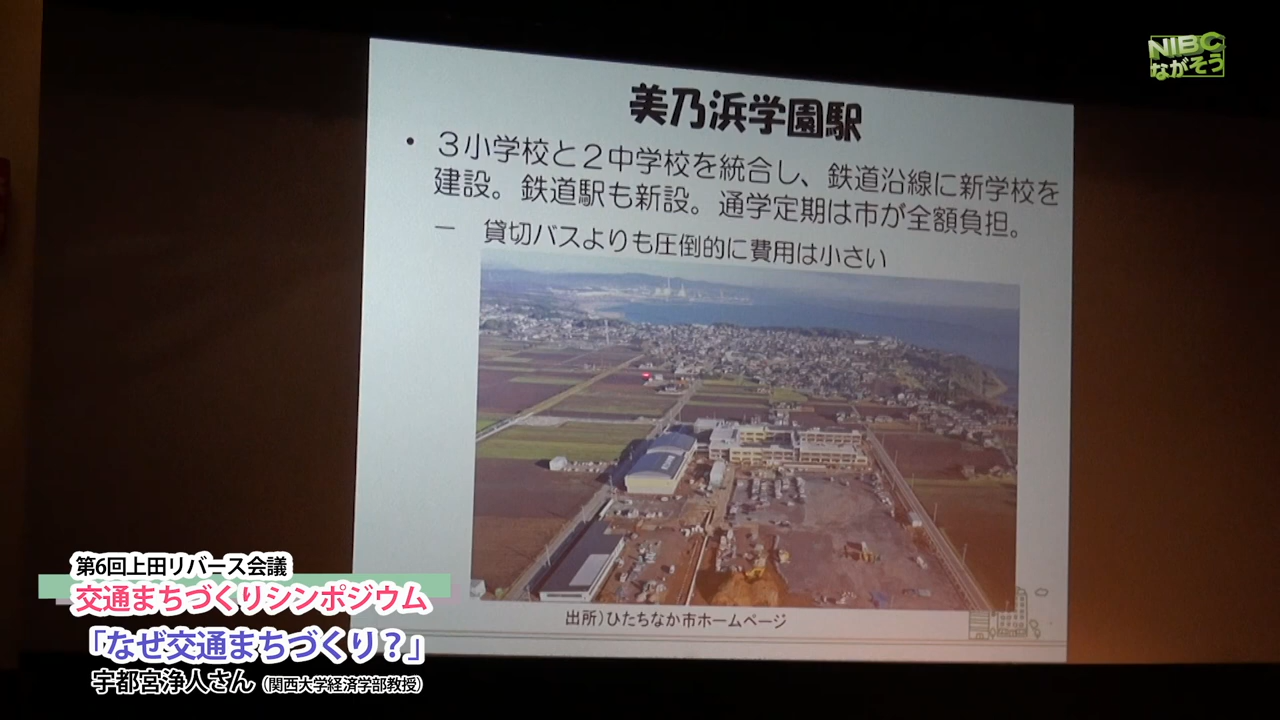 NIBC
ながそう
美乃浜学園駅
• ３小学校と２中学校を統合し、鉄道沿線に新学校を
建設。鉄道駅も新設。通学定期は市が全額負担。
－ 貸切バスよりも圧倒的に費用は小さい
出所）ひたちなか市ホームページ
第6回上田リバース会議
交通まちづくりシンポジウム
「なぜ交通まちづくり？」
宇都宮浄人さん（関西大学経済学部教授）